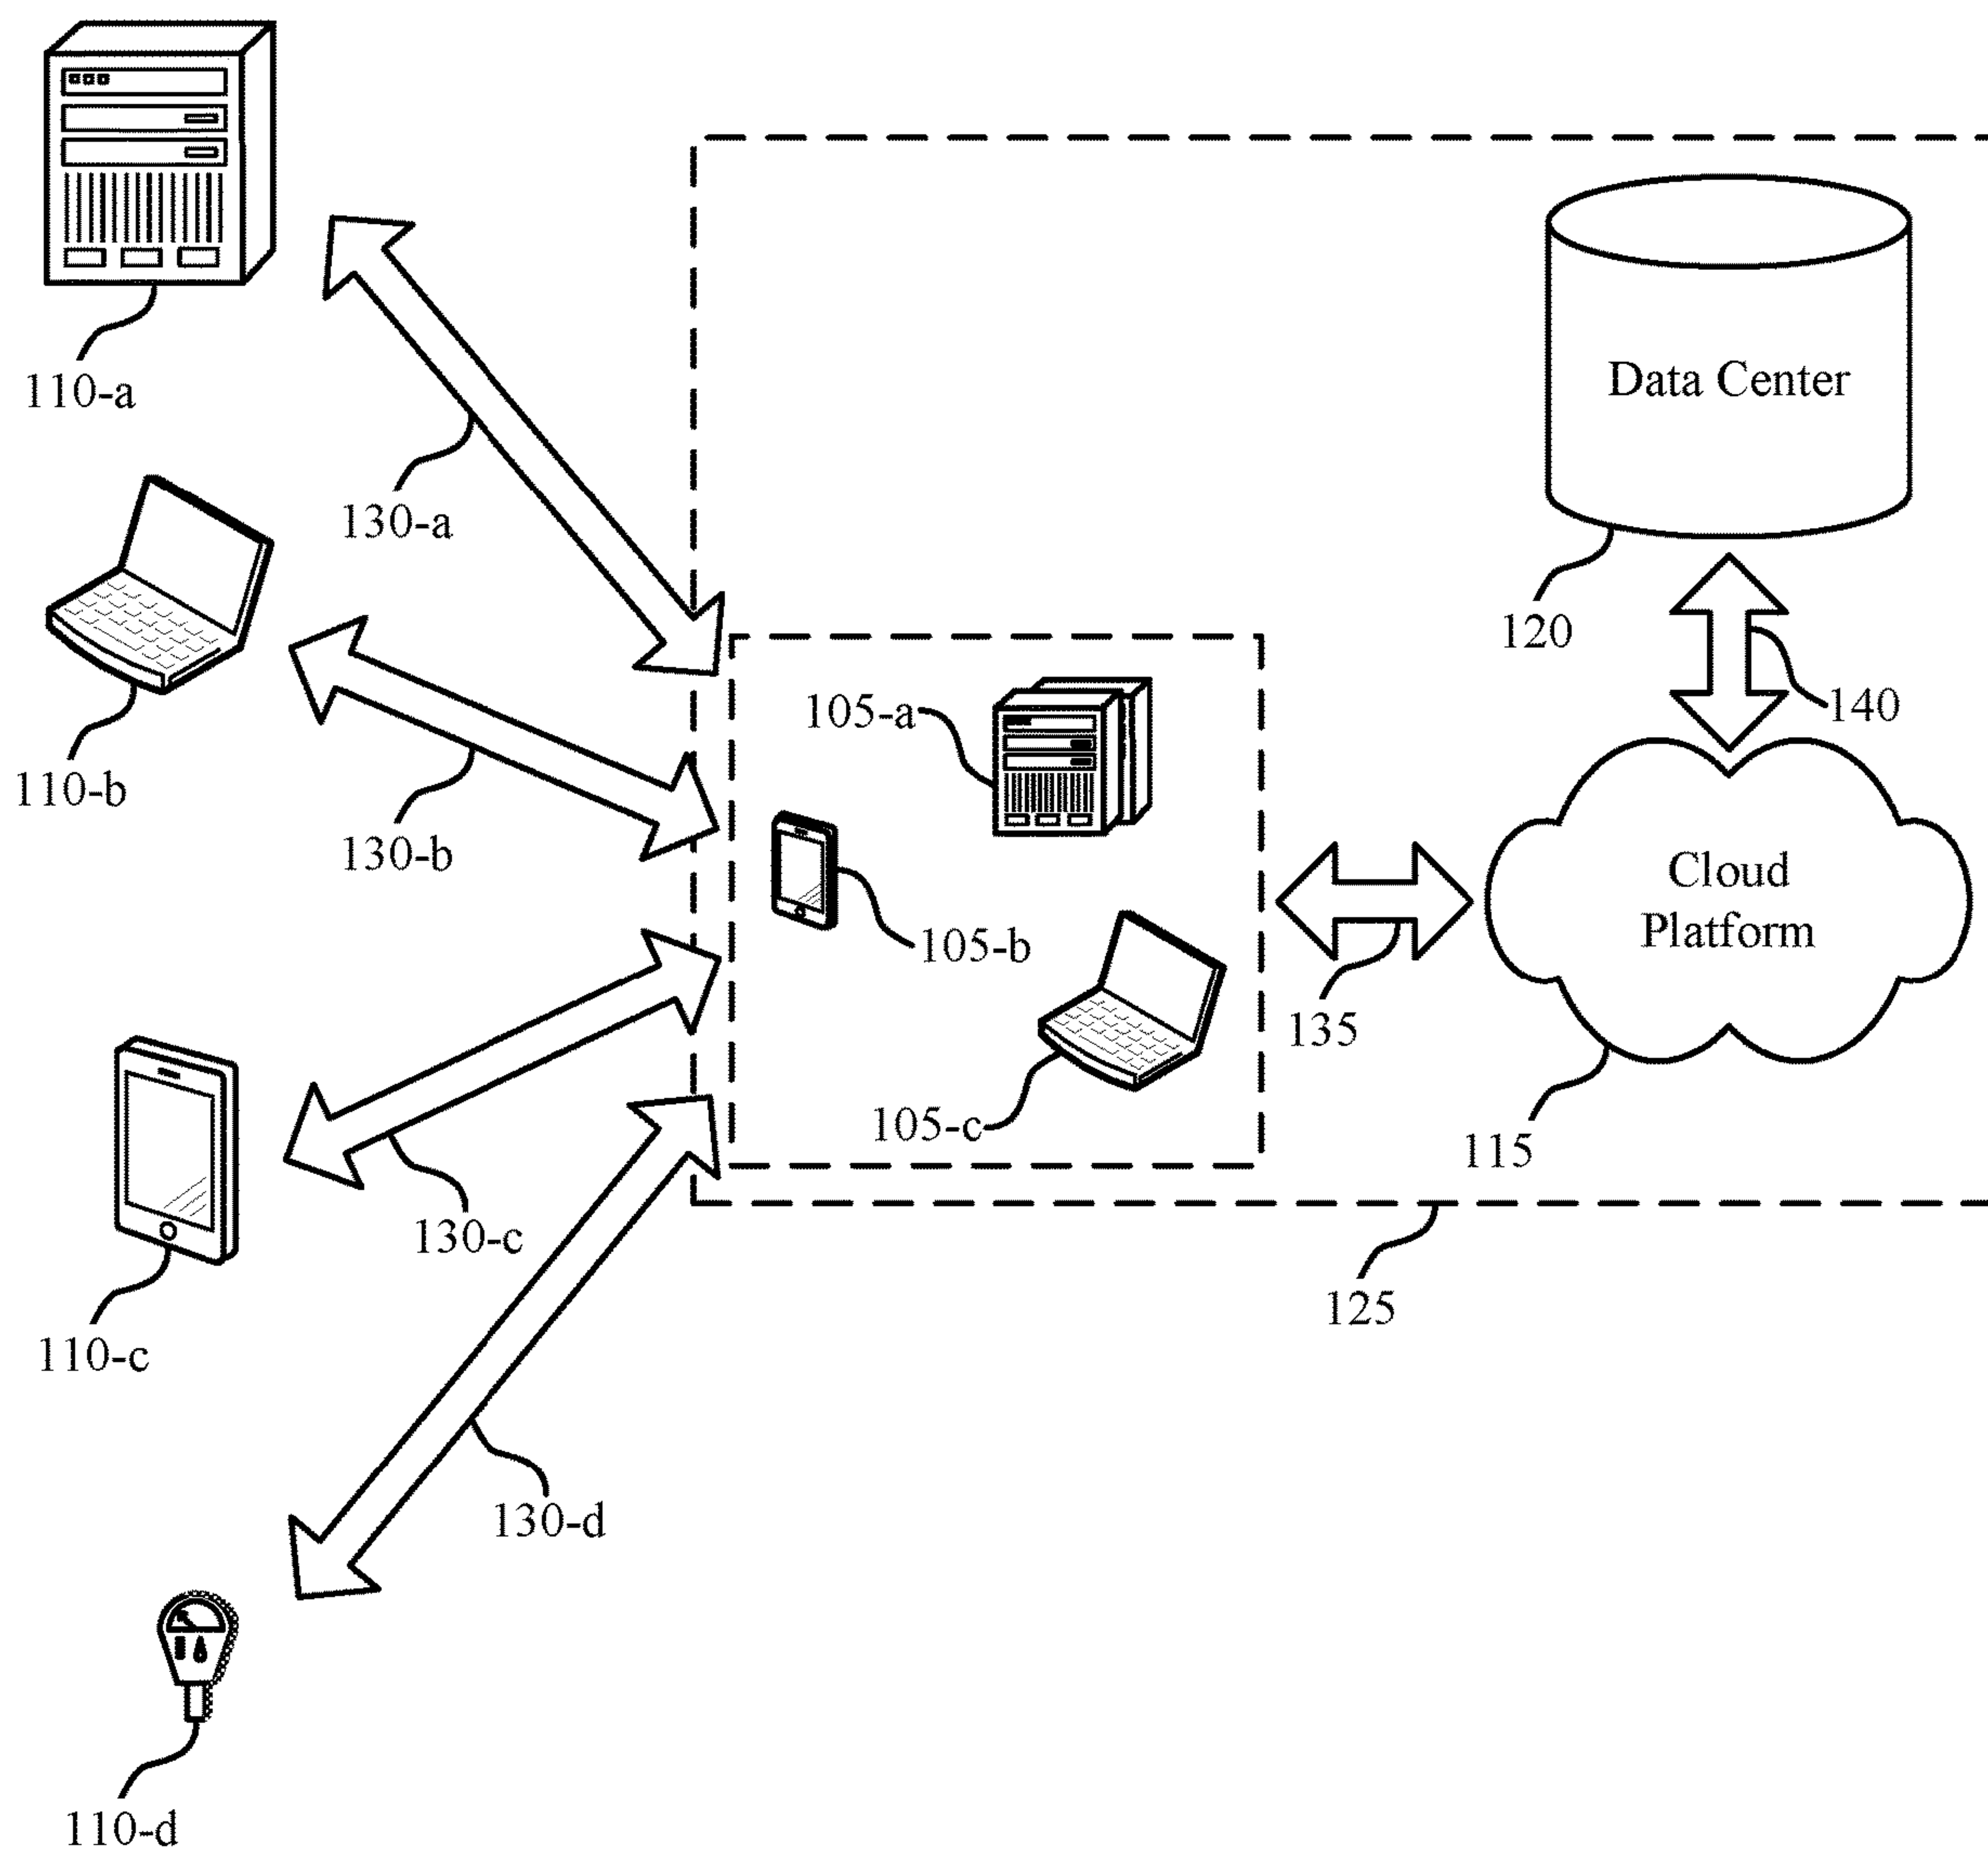 110-a
130-a
Data Center
120
140
110-b
130-b
105-a
105-b
105-c
Cloud
Platform
135
115
110-c
130-c
125
130-d
110-d